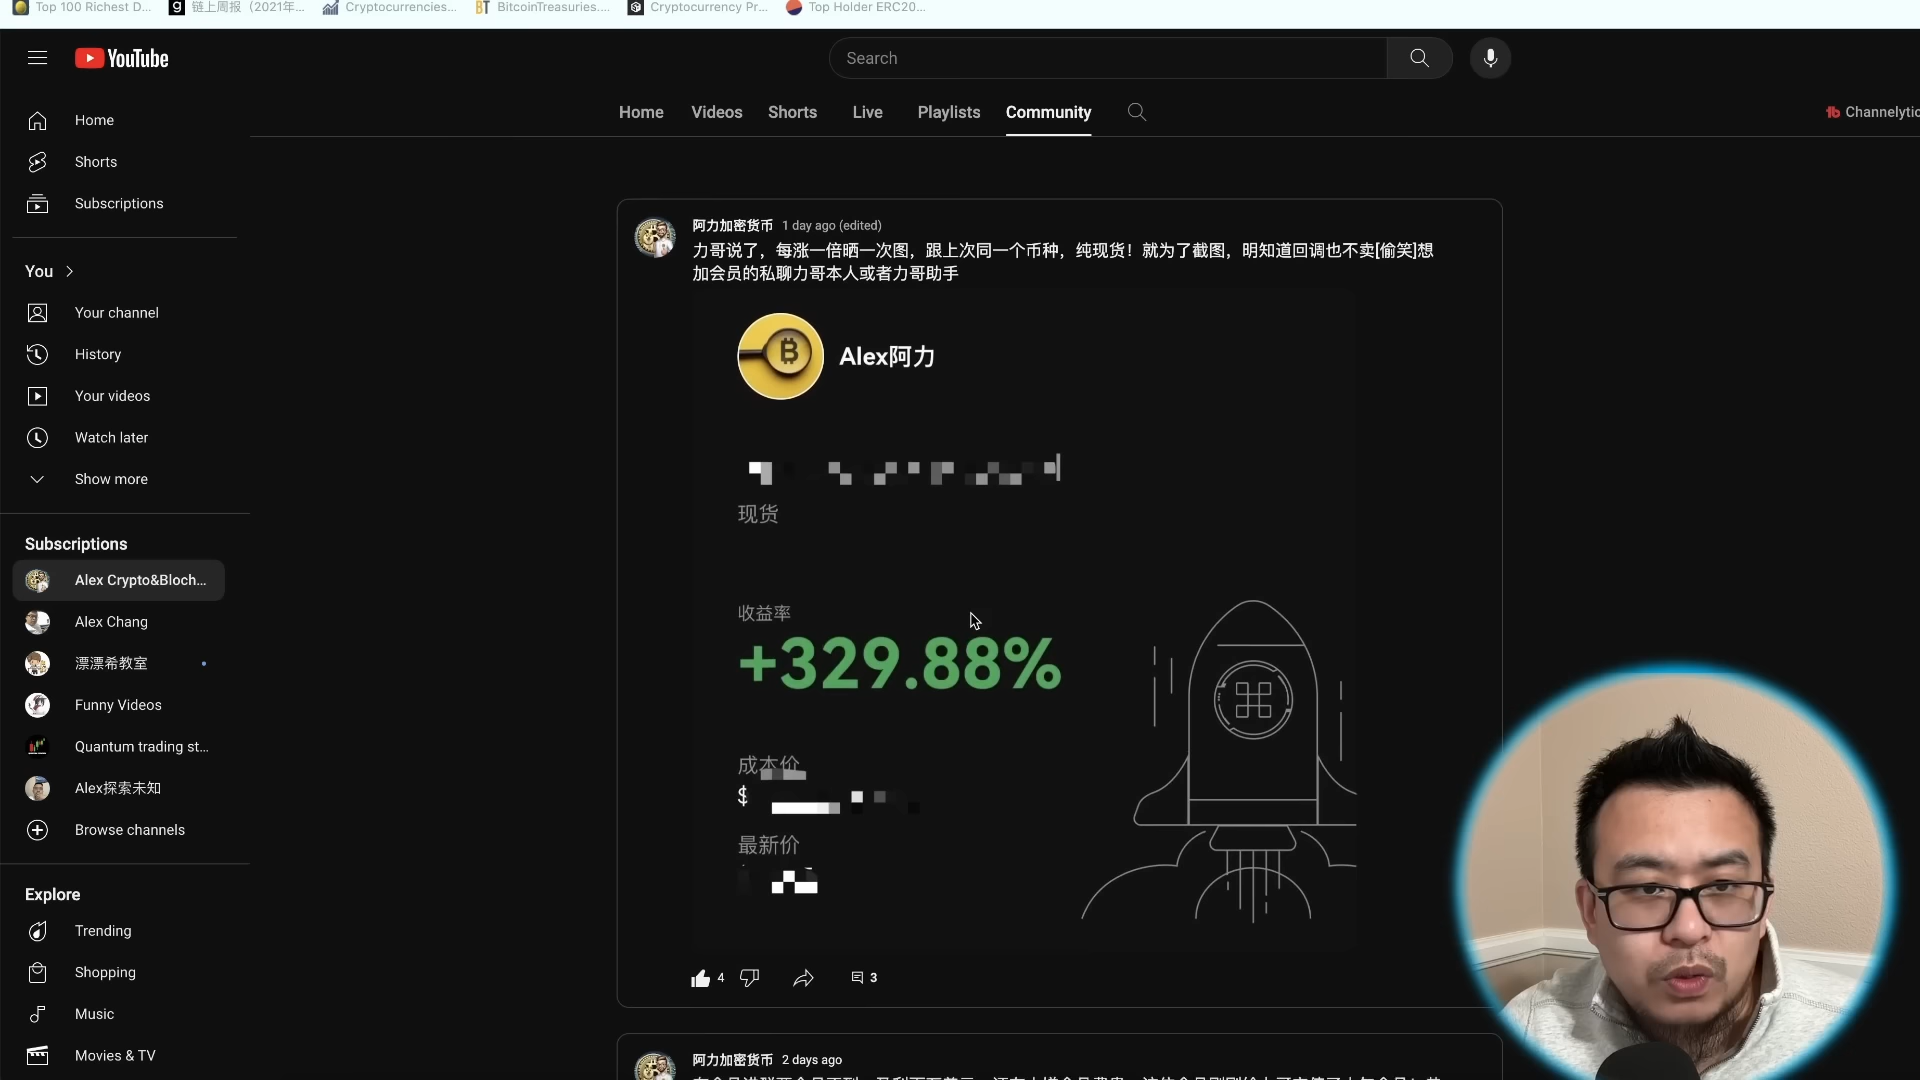 Top 100 Richest D...
链上周报（2021年...
Cryptocurrencies...
BitcoinTreasuries....
Cryptocurrency Pr...
Top Holder ERC20...
YouTube
Search
Home
Videos
Shorts
Live
Playlists
Community
Channelytic
Home
Shorts
Subscriptions
You
Your channel
History
Your videos
Watch later
Show more
Subscriptions
Alex Crypto&Bloch...
Alex Chang
漂漂希教室
Funny Videos
Quantum trading st...
Alex探索未知
Browse channels
Explore
Trending
Shopping
Music
Movies & TV
阿力加密货币 1 day ago (edited)
力哥说了，每涨一倍晒一次图，跟上次同一个币种，纯现货！就为了截图，明知道回调也不卖[偷笑]想
加会员的私聊力哥本人或者力哥助手
Alex阿力
现货
收益率
+329.88%
成本价
$
最新价
4
3
阿力加密货币 2 days ago